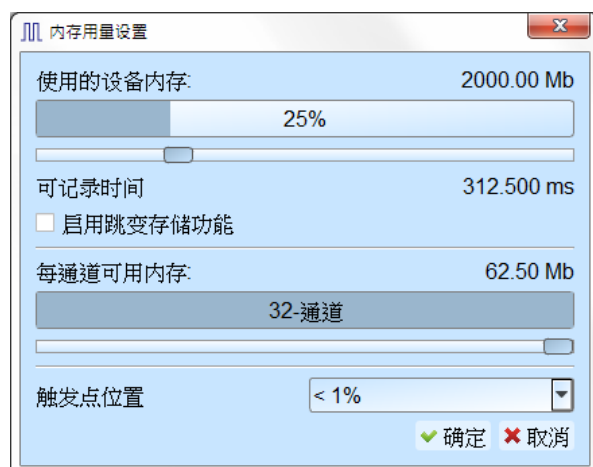 内存用量设置
使用的设备内存: 2000.00 Mb
25%
可记录时间 312.500 ms
启用跳变存储功能
每通道可用内存: 62.50 Mb
32-通道
触发点位置 < 1%
确定 取消